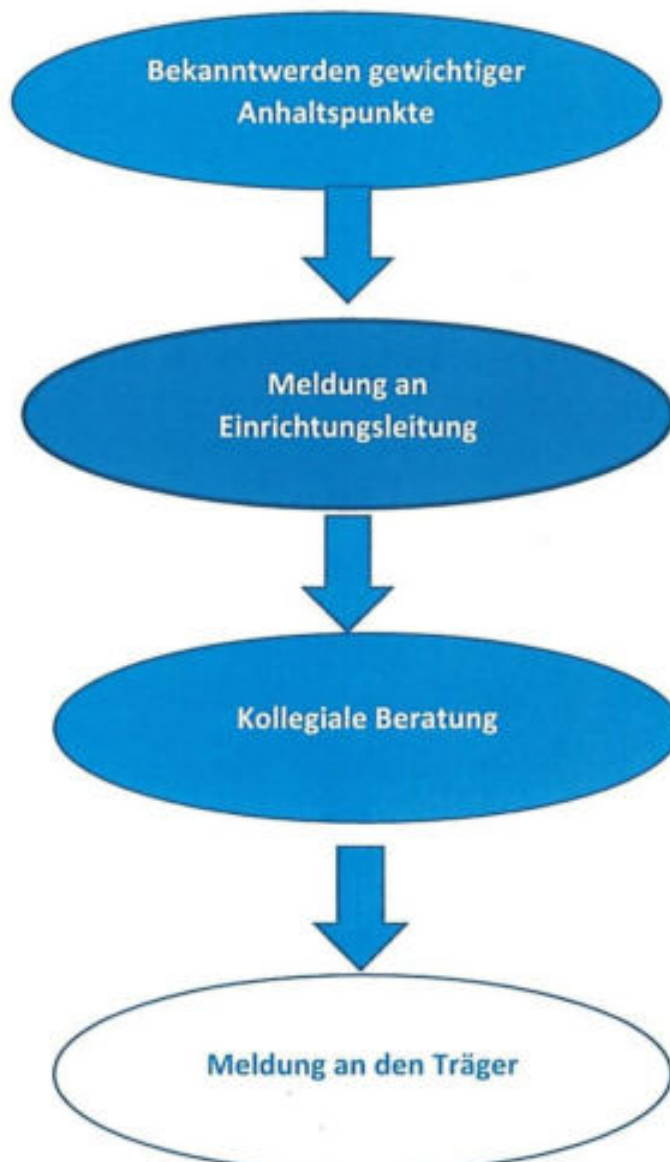 Bekanntwerden gewichtiger
Anhaltspunkte
Meldung an
Einrichtungsleitung
Kollegiale Beratung
Meldung an den Träger